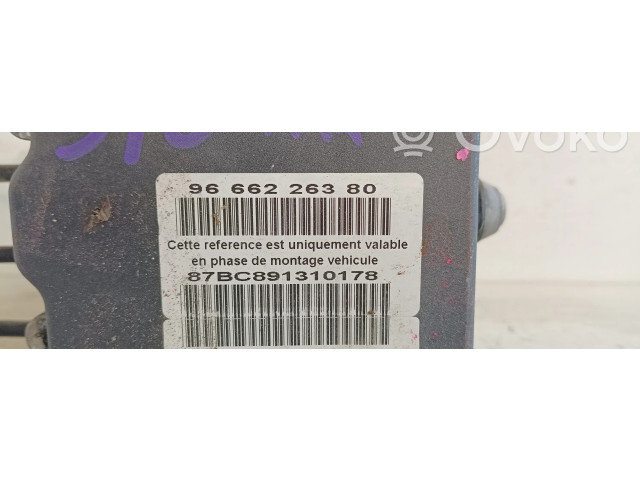 Ovoko
96 662 263 80
Cette reference est uniquement valable
en phase de montage vehicule
87BC891310178